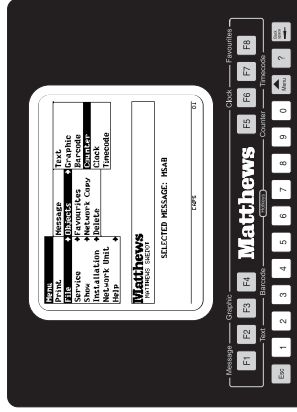 Menu
Print Message Text
File Objects Graphic
Service Favourites Barcode
Show Network Copy Counter
Installation Delete Clock
Network Unit Timecode
Help
Matthews
MATTHEWS SWEDOT
SELECTED MESSAGE: MSAB
CAPS 01
Message Graphic Clock Favourites
F1 F2 F3 F4 Matthews F5 F6 F7 F8
Text Barcode Counter Timecode
Esc 1 2 3 4 5 6 7 8 9 0 Menu ?